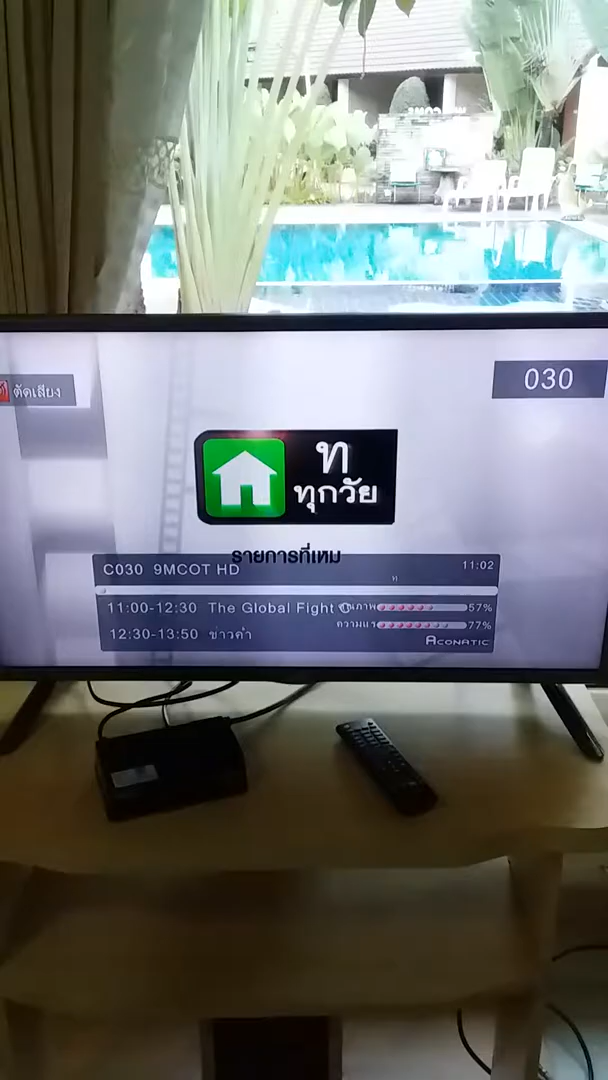 ตัดเสียง
030
ท
ทุกวัย
รายการที่เหม
C030 9MCOT HD
11:02
ท
11:00-12:30 The Global Fight
57%
12:30-13:50 ข่าวค่ำ
77%
ACONATIC